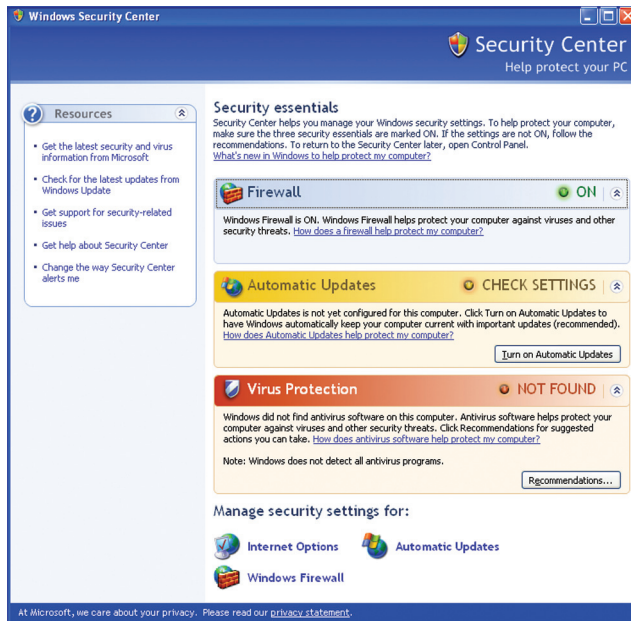 Windows Security Center
Security Center
Help protect your PC
Resources
• Get the latest security and virus
information from Microsoft
• Check for the latest updates from
Windows Update
• Get support for security-related
issues
• Get help about Security Center
• Change the way Security Center
alerts me
Security essentials
Security Center helps you manage your Windows security settings. To help protect your computer,
make sure the three security essentials are marked ON. If the settings are not ON, follow the
recommendations. To return to the Security Center later, open Control Panel.
What's new in Windows to help protect my computer?
Firewall ON
Windows Firewall is ON. Windows Firewall helps protect your computer against viruses and other
security threats. How does a firewall help protect my computer?
Automatic Updates CHECK SETTINGS
Automatic Updates is not yet configured for this computer. Click Turn on Automatic Updates to
have Windows automatically keep your computer current with important updates (recommended).
How does Automatic Updates help protect my computer?
Turn on Automatic Updates
Virus Protection NOT FOUND
Windows did not find antivirus software on this computer. Antivirus software helps protect your
computer against viruses and other security threats. Click Recommendations for suggested
actions you can take. How does antivirus software help protect my computer?
Note: Windows does not detect all antivirus programs.
Recommendations...
Manage security settings for:
Internet Options Automatic Updates
Windows Firewall
At Microsoft, we care about your privacy. Please read our privacy statement.